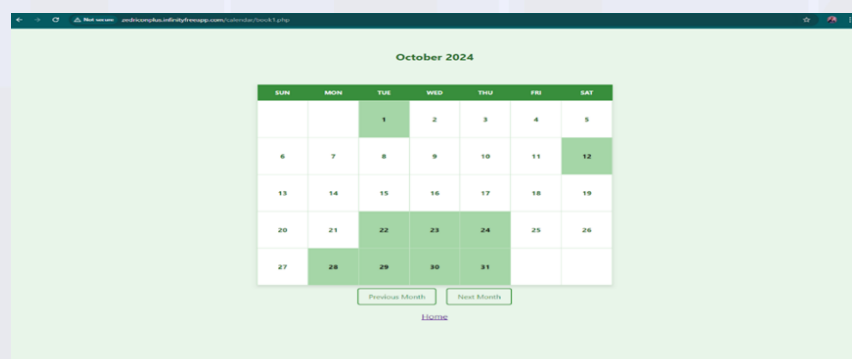 Not secure zedriconplus.infinityfreeapp.com/calendar/book1.php
October 2024
SUN MON TUE WED THU FRI SAT
1 2 3 4 5
6 7 8 9 10 11 12
13 14 15 16 17 18 19
20 21 22 23 24 25 26
27 28 29 30 31
Previous Month Next Month
Home